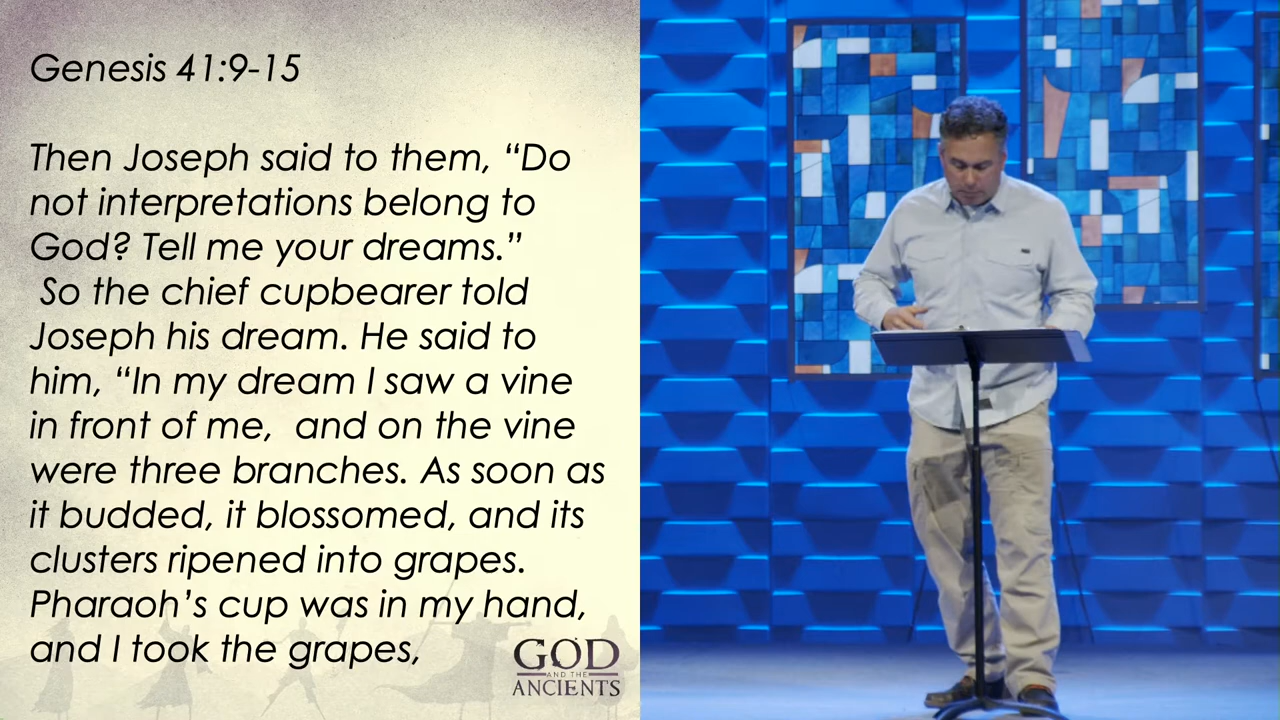 Genesis 41:9-15
Then Joseph said to them, “Do
not interpretations belong to
God? Tell me your dreams.”
So the chief cupbearer told
Joseph his dream. He said to
him, “In my dream I saw a vine
in front of me,  and on the vine
were three branches. As soon as
it budded, it blossomed, and its
clusters ripened into grapes.
Pharaoh’s cup was in my hand,
and I took the grapes,
GOD
AND THE
ANCIENTS